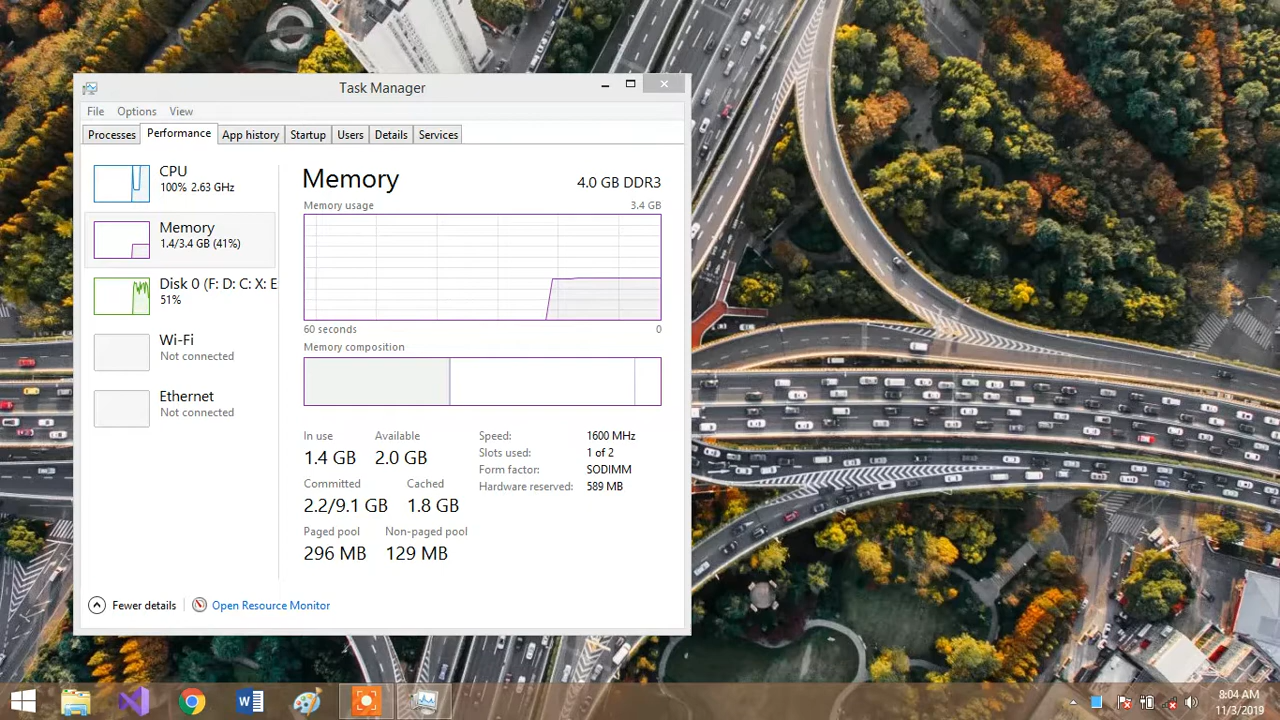 Task Manager
File Options View
Processes Performance App history Startup Users Details Services
CPU
100% 2.63 GHz
Memory
1.4/3.4 GB (41%)
Disk 0 (F: D: C: X: E
51%
Wi-Fi
Not connected
Ethernet
Not connected
Memory 4.0 GB DDR3
Memory usage 3.4 GB
60 seconds 0
Memory composition
In use Available
1.4 GB 2.0 GB
Committed Cached
2.2/9.1 GB 1.8 GB
Paged pool Non-paged pool
296 MB 129 MB
Speed: 1600 MHz
Slots used: 1 of 2
Form factor: SODIMM
Hardware reserved: 589 MB
Fewer details Open Resource Monitor
8:04 AM
11/3/2019